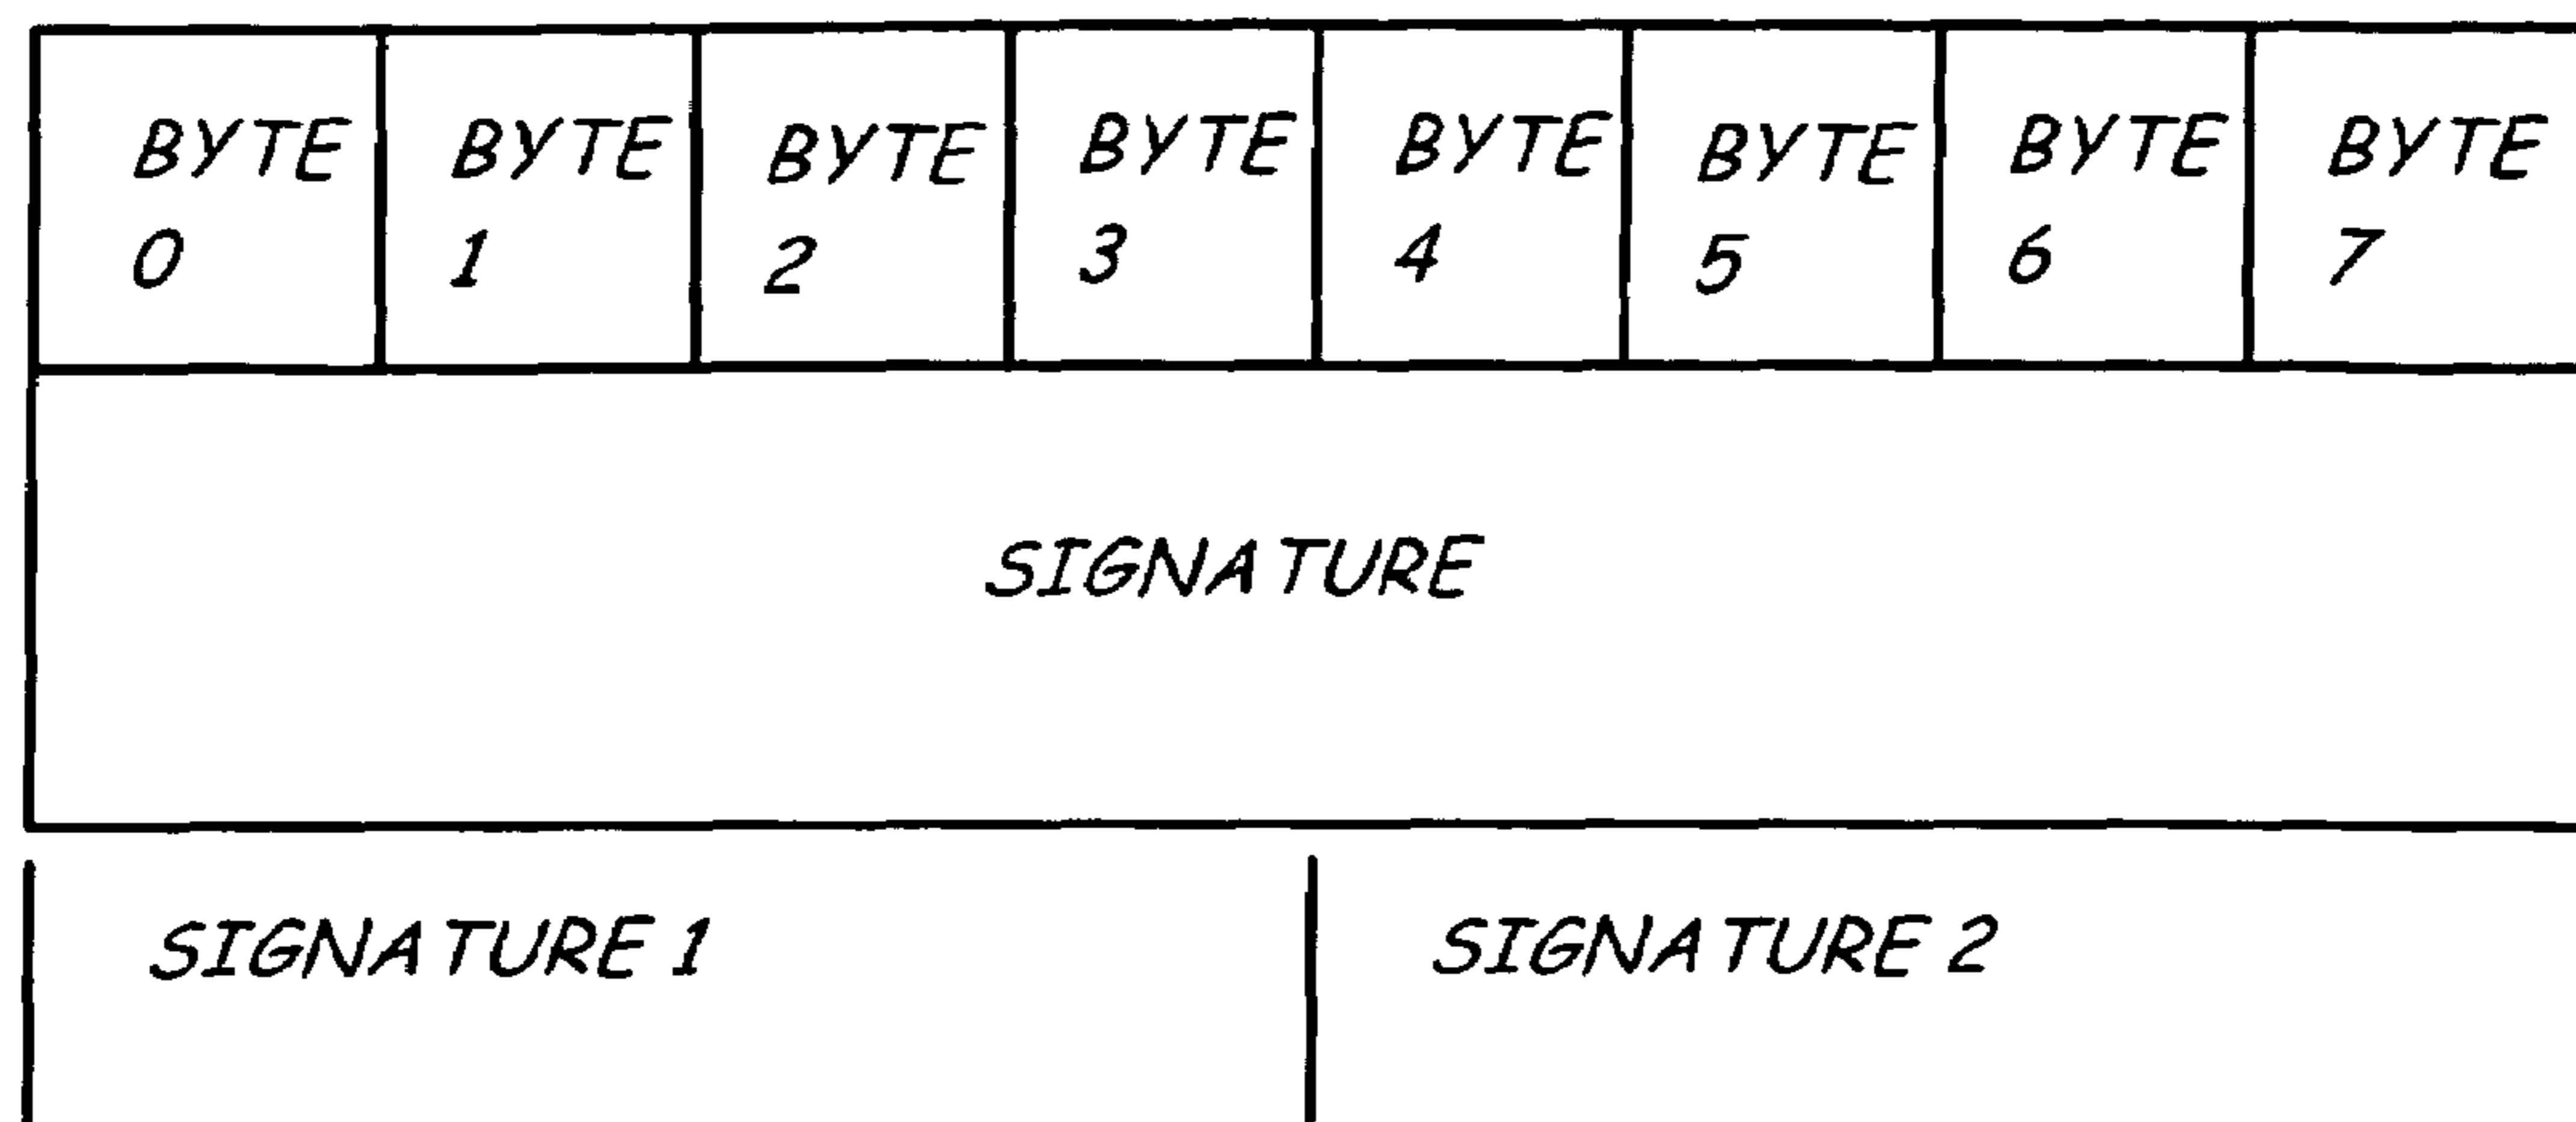 BYTE BYTE BYTE BYTE BYTE BYTE BYTE BYTE
0 1 2 3 4 5 6 7
SIGNATURE
SIGNATURE 1 SIGNATURE 2